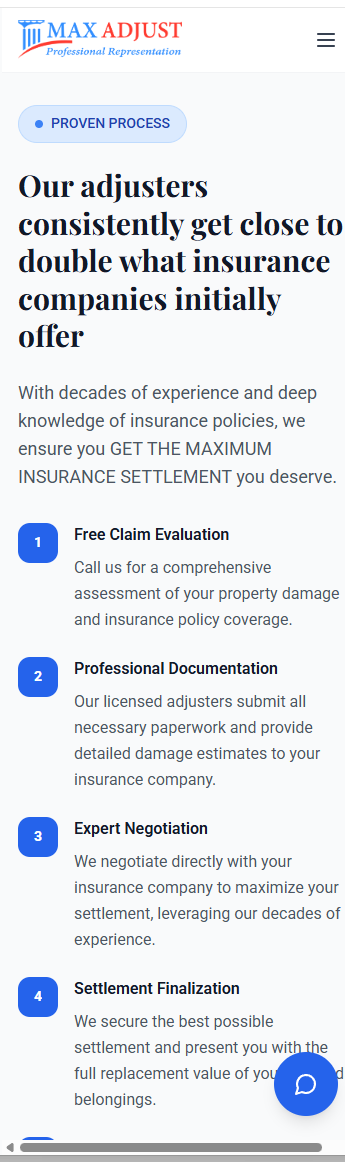 MAX ADJUST
Professional Representation
PROVEN PROCESS
Our adjusters
consistently get close to
double what insurance
companies initially
offer
With decades of experience and deep
knowledge of insurance policies, we
ensure you GET THE MAXIMUM
INSURANCE SETTLEMENT you deserve.
1
Free Claim Evaluation
Call us for a comprehensive
assessment of your property damage
and insurance policy coverage.
2
Professional Documentation
Our licensed adjusters submit all
necessary paperwork and provide
detailed damage estimates to your
insurance company.
3
Expert Negotiation
We negotiate directly with your
insurance company to maximize your
settlement, leveraging our decades of
experience.
4
Settlement Finalization
We secure the best possible
settlement and present you with the
full replacement value of
belongings.